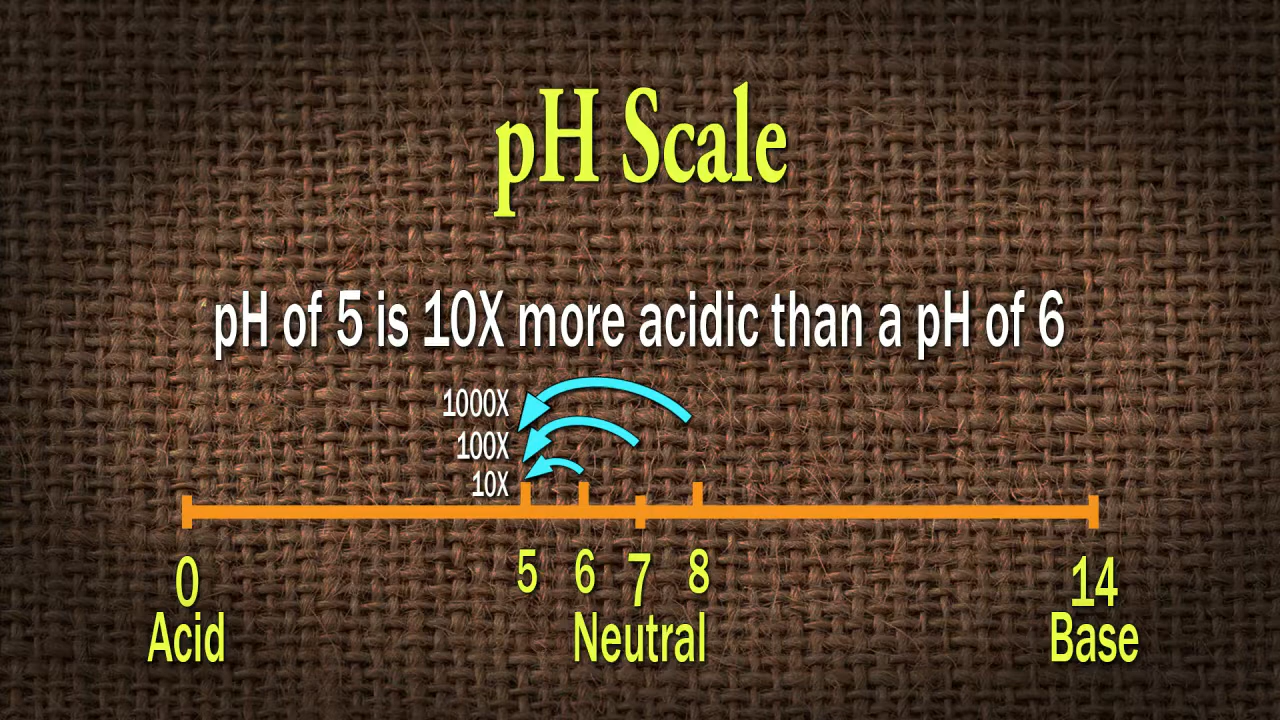 pH Scale
pH of 5 is 10X more acidic than a pH of 6
1000X
100X
10X
0 5 6 7 8 14
Acid Neutral Base